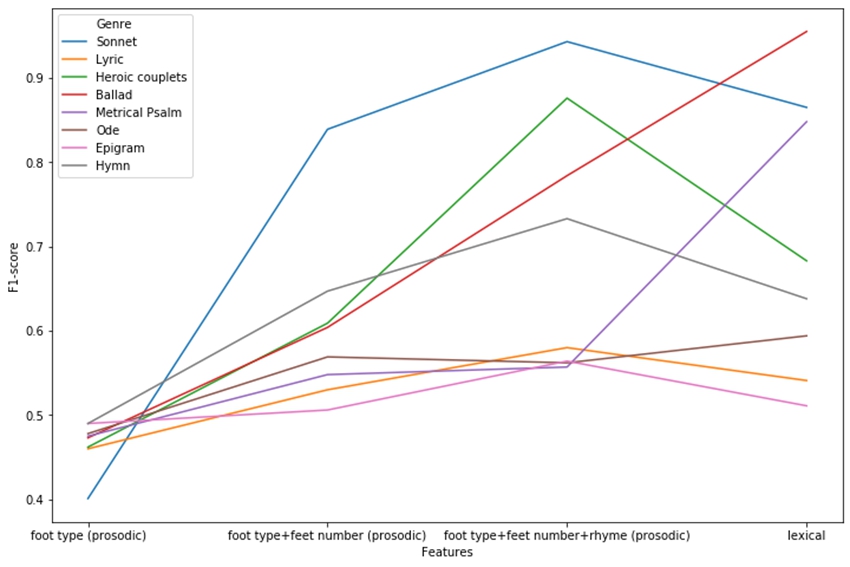 Genre
Sonnet
Lyric
Heroic couplets
Ballad
Metrical Psalm
Ode
Epigram
Hymn
0.9
0.8
0.7
0.6
0.5
0.4
F1-score
foot type (prosodic)
foot type+feet number (prosodic)
foot type+feet number+rhyme (prosodic)
lexical
Features